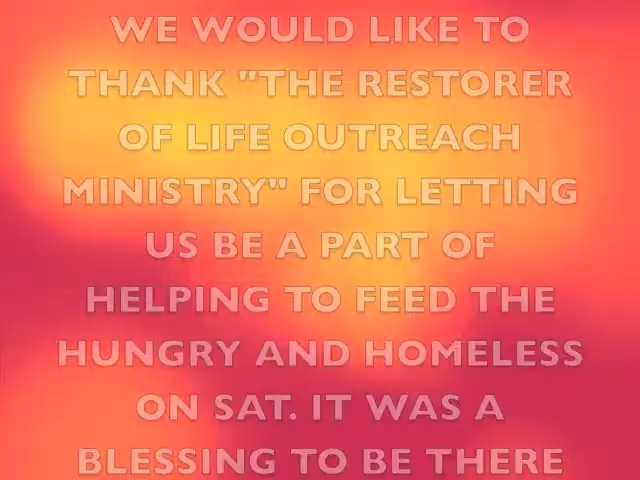 WE WOULD LIKE TO
THANK "THE RESTORER
OF LIFE OUTREACH
MINISTRY" FOR LETTING
US BE A PART OF
HELPING TO FEED THE
HUNGRY AND HOMELESS
ON SAT. IT WAS A
BLESSING TO BE THERE